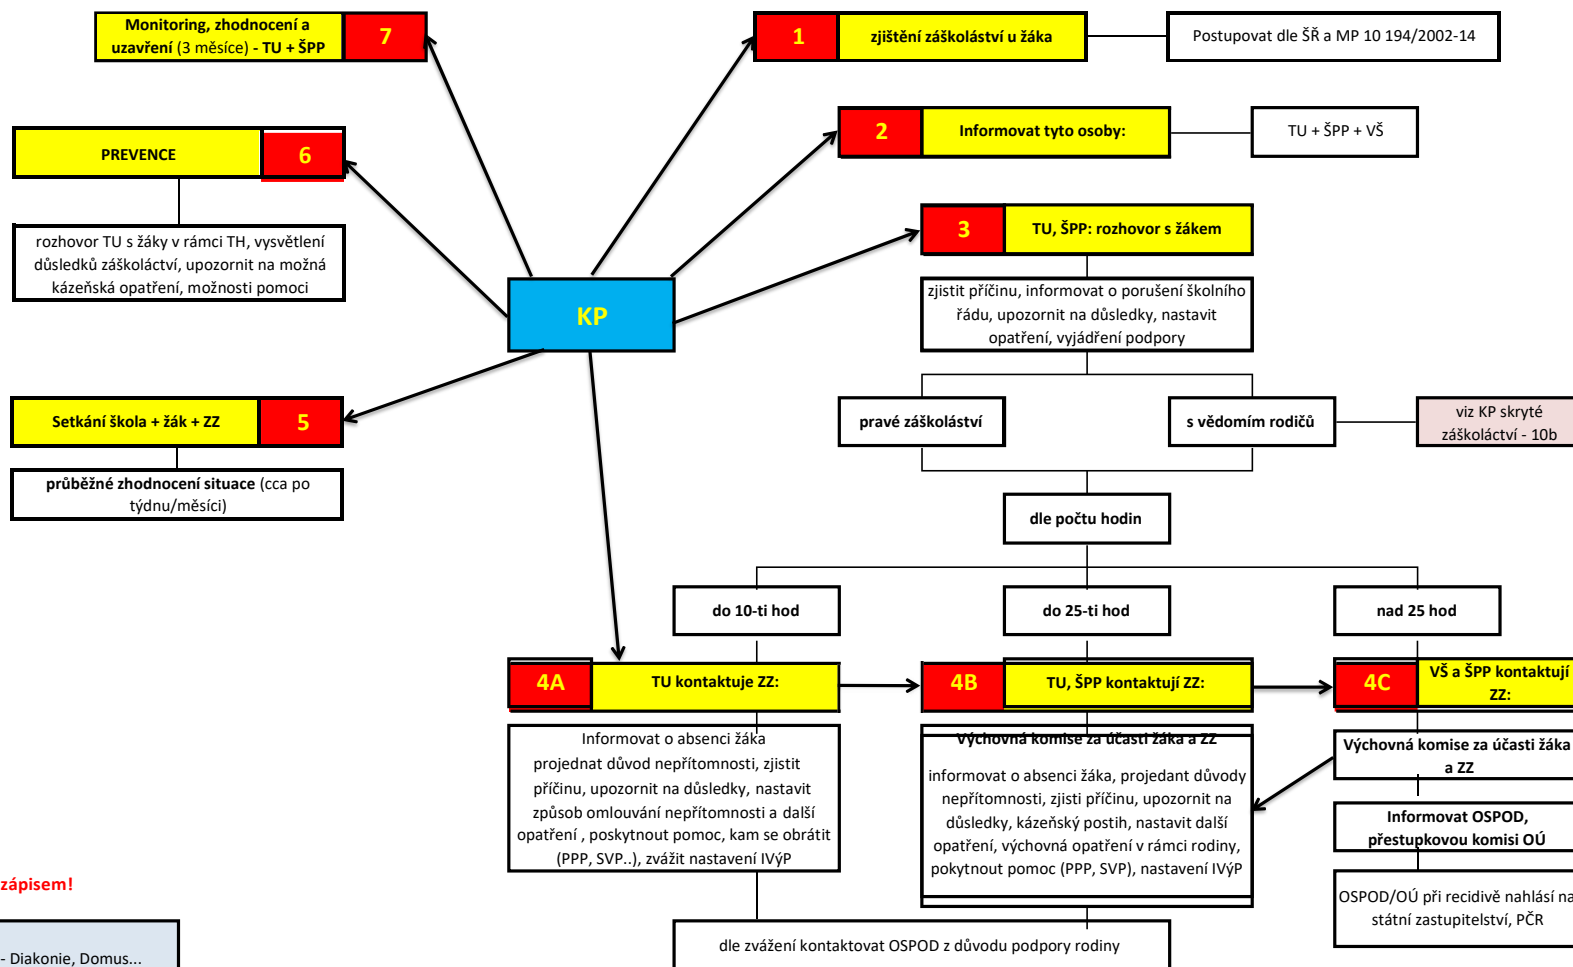 Monitoring, zhodnocení a
uzavření (3 měsíce) - TU + ŠPP
7
1
zjištění záškoláství u žáka
Postupovat dle ŠŘ a MP 10 194/2002-14
2
Informovat tyto osoby:
TU + ŠPP + VŠ
PREVENCE
6
rozhovor TU s žáky v rámci TH, vysvětlení
důsledků záškoláctví, upozornit na možná
kázeňská opatření, možnosti pomoci
3
TU, ŠPP: rozhovor s žákem
zjistit příčinu, informovat o porušení školního
řádu, upozornit na důsledky, nastavit
opatření, vyjádření podpory
KP
Setkání škola + žák + ZZ
5
průběžné zhodnocení situace (cca po
týdnu/měsíci)
pravé záškoláství
s vědomím rodičů
viz KP skryté
záškoláctví - 10b
dle počtu hodin
do 10-ti hod
do 25-ti hod
nad 25 hod
4A
TU kontaktuje ZZ:
4B
TU, ŠPP kontaktují ZZ:
4C
VŠ a ŠPP kontaktují
ZZ:
Informovat o absenci žáka
projednat důvod nepřítomnosti, zjistit
příčinu, upozornit na důsledky, nastavit
způsob omlouvání nepřítomnosti a další
opatření , poskytnout pomoc, kam se obrátit
(PPP, SVP..), zvážit nastavení IVýP
Výchovná komise za účasti žáka a ZZ
informovat o absenci žáka, projedant důvody
nepřítomnosti, zjisti příčinu, upozornit na
důsledky, kázeňský postih, nastavit další
opatření, výchovná opatření v rámci rodiny,
pokytnout pomoc (PPP, SVP), nastavení IVýP
Výchovná komise za účasti žáka
a ZZ
Informovat OSPOD,
přestupkovou komisi OÚ
OSPOD/OÚ při recidivě nahlásí na
státní zastupitelství, PČR
dle zvážení kontaktovat OSPOD z důvodu podpory rodiny
zápisem!
- Diakonie, Domus...